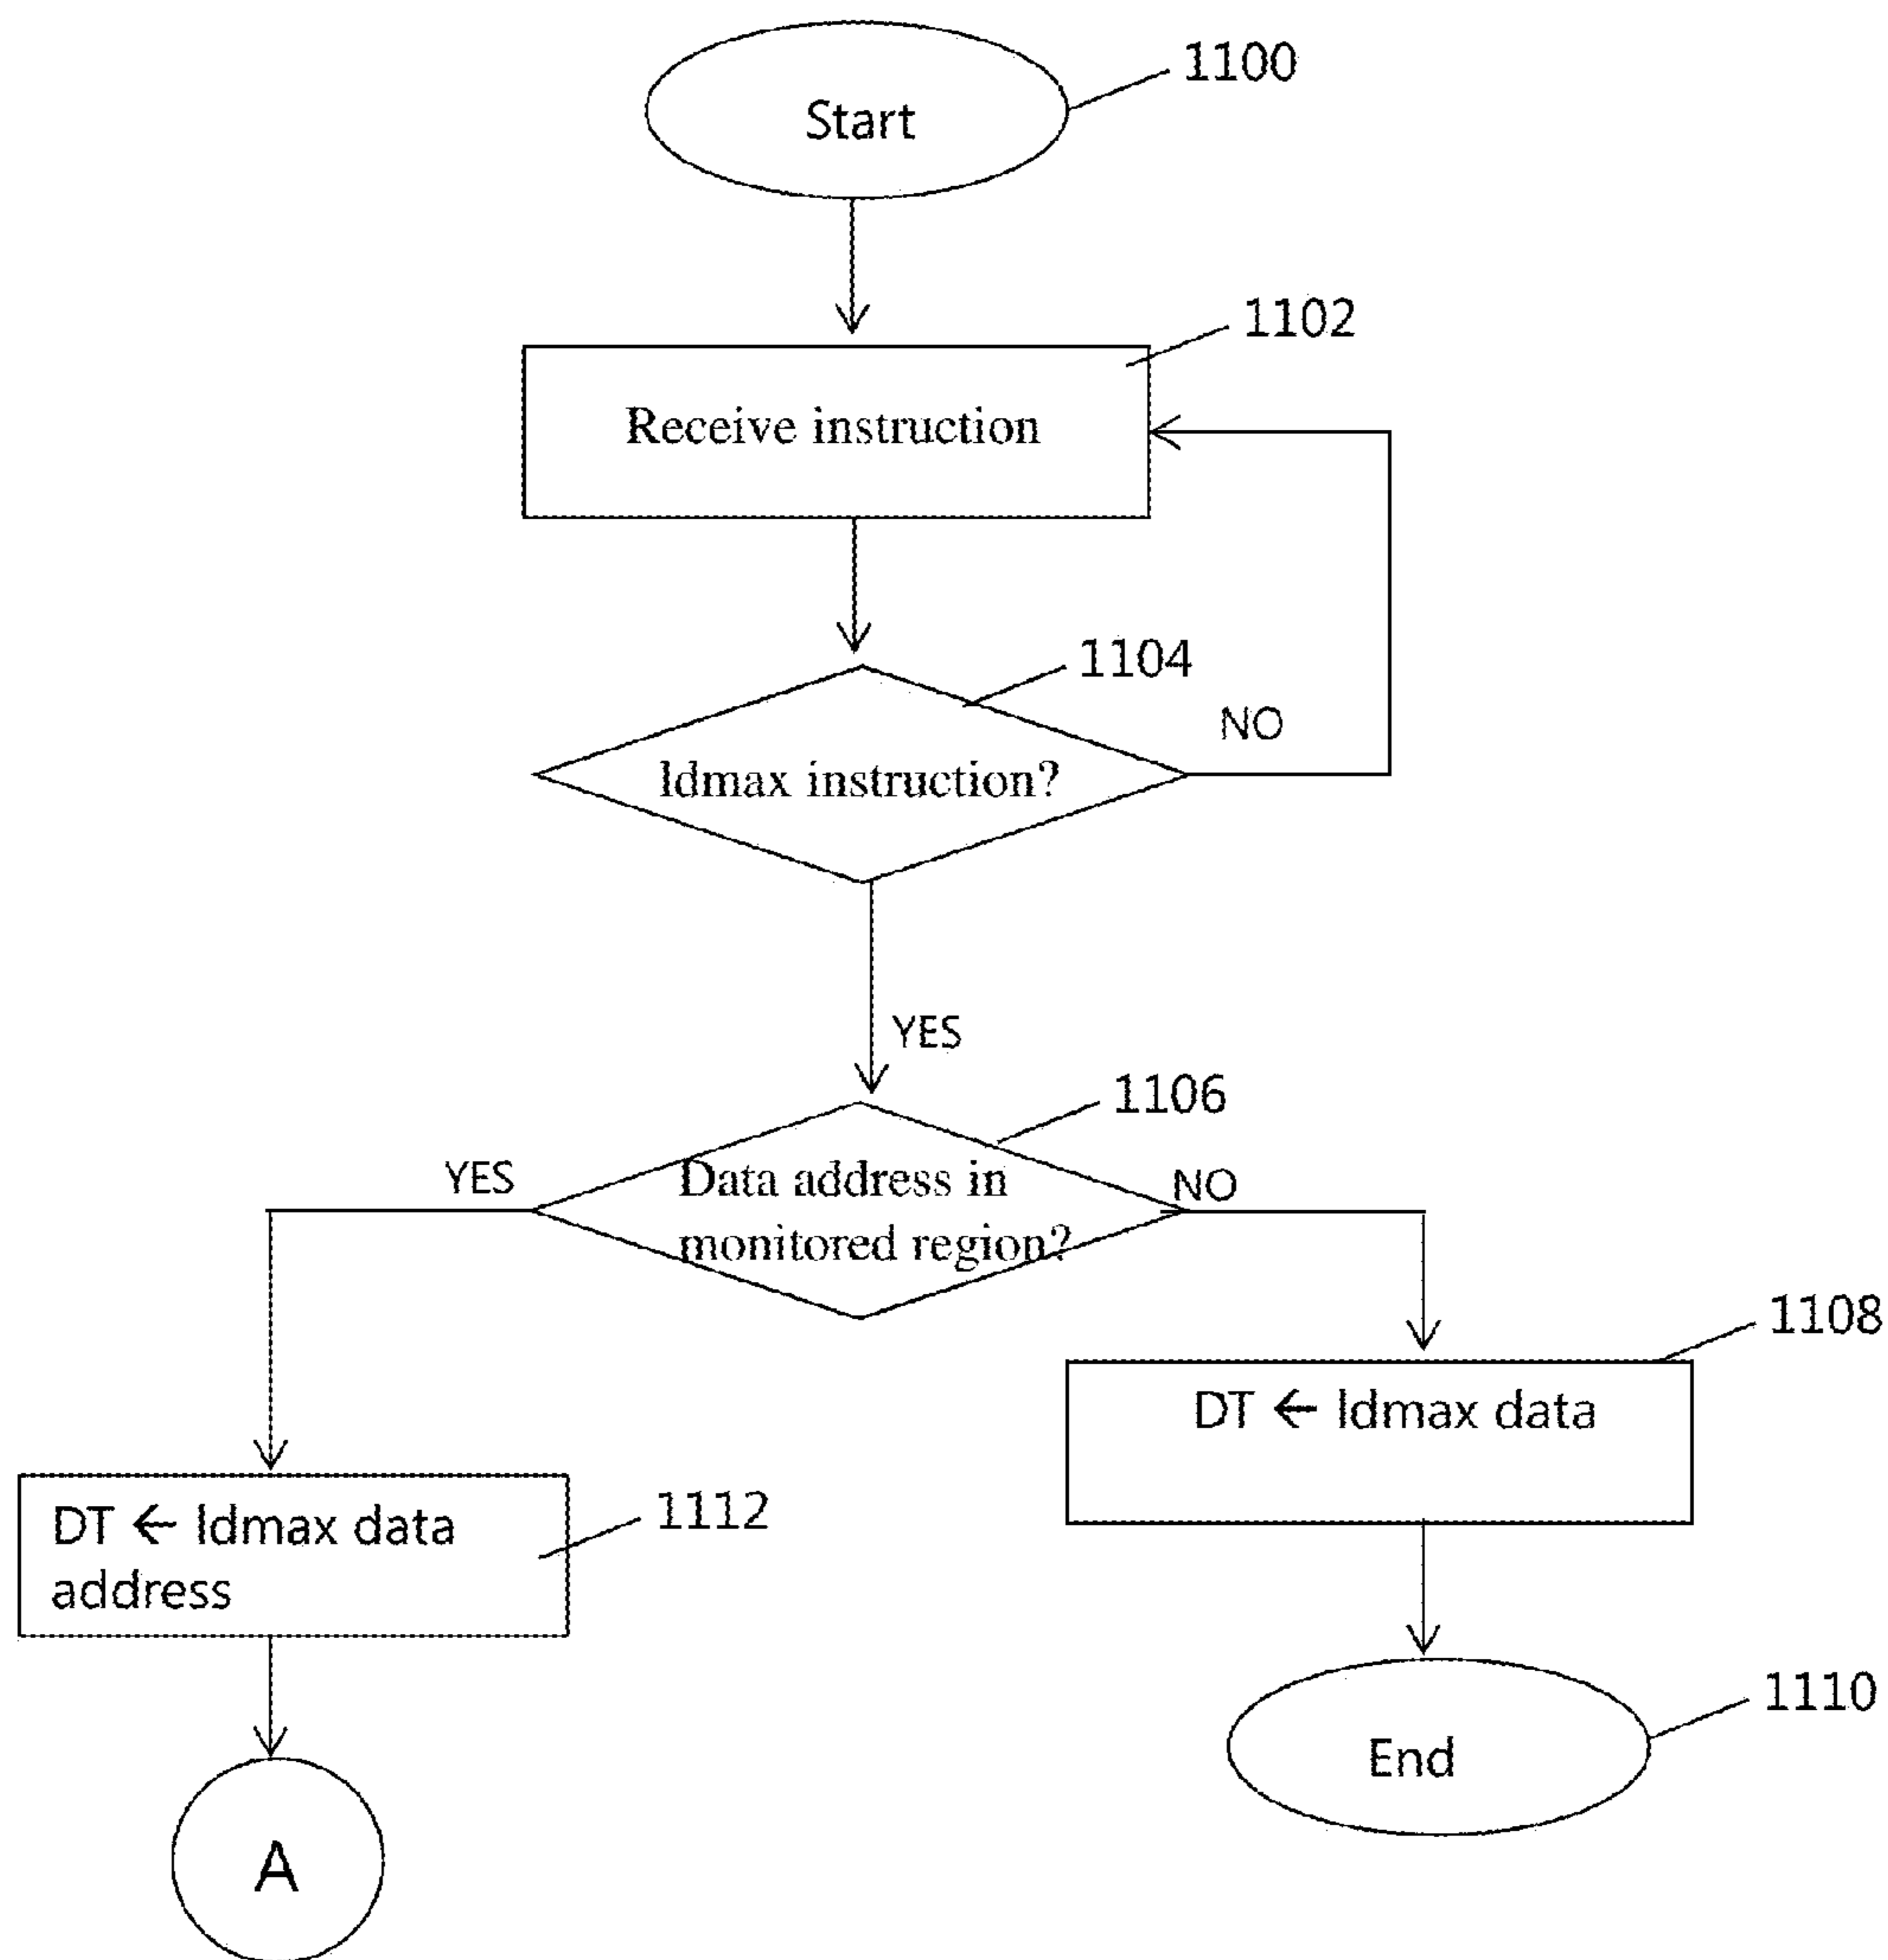 1100
Start
1102
Receive instruction
1104
NO
ldmax instruction?
YES
1106
YES
Data address in
NO
monitored region?
1108
DT ← ldmax data
1112
DT ← ldmax data
address
1110
End
A